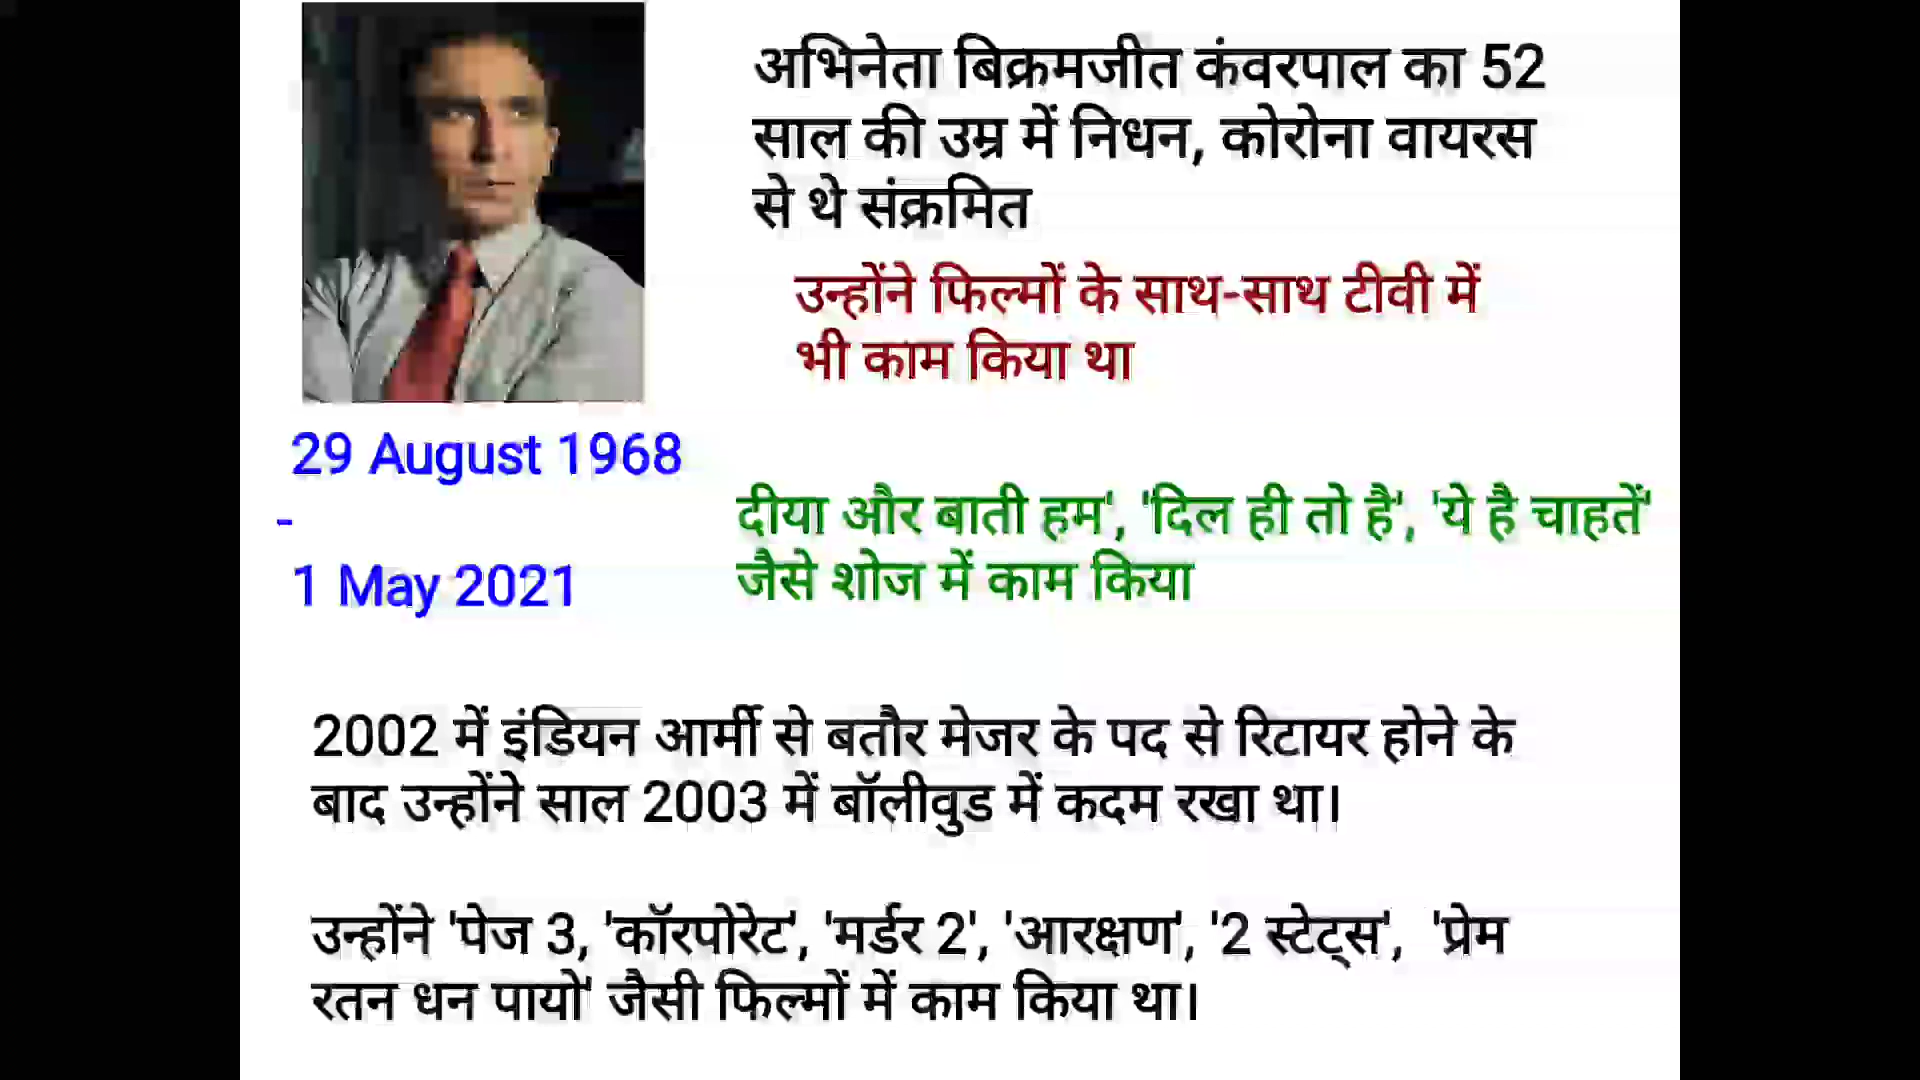 अभिनेता बिक्रमजीत कंवरपाल का 52
साल की उम्र में निधन, कोरोना वायरस
से थे संक्रमित
उन्होंने फिल्मों के साथ-साथ टीवी में
भी काम किया था
29 August 1968
-
1 May 2021
दीया और बाती हम', 'दिल ही तो है', 'ये है चाहतें'
जैसे शोज में काम किया
2002 में इंडियन आर्मी से बतौर मेजर के पद से रिटायर होने के
बाद उन्होंने साल 2003 में बॉलीवुड में कदम रखा था।
उन्होंने 'पेज 3, 'कॉरपोरेट', 'मर्डर 2', 'आरक्षण', '2 स्टेट्स', 'प्रेम
रतन धन पायो' जैसी फिल्मों में काम किया था।